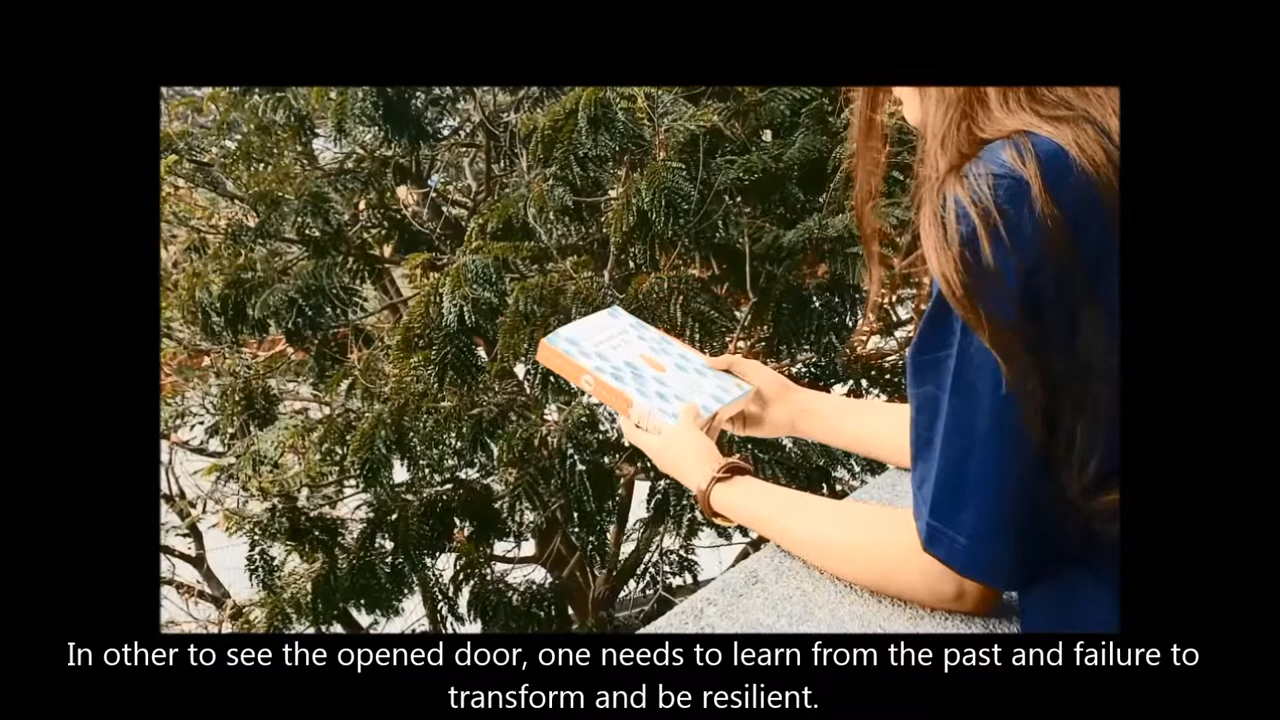 In other to see the opened door, one needs to learn from the past and failure to
transform and be resilient.